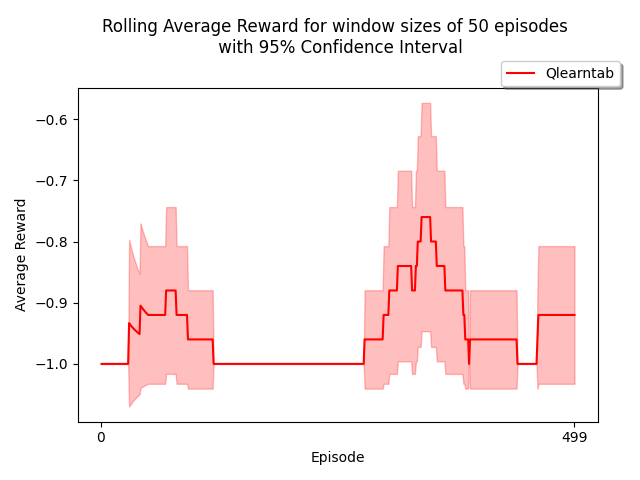 Rolling Average Reward for window sizes of 50 episodes
with 95% Confidence Interval
Qlearntab
−0.6
−0.7
−0.8
−0.9
−1.0
Average Reward
0
499
Episode